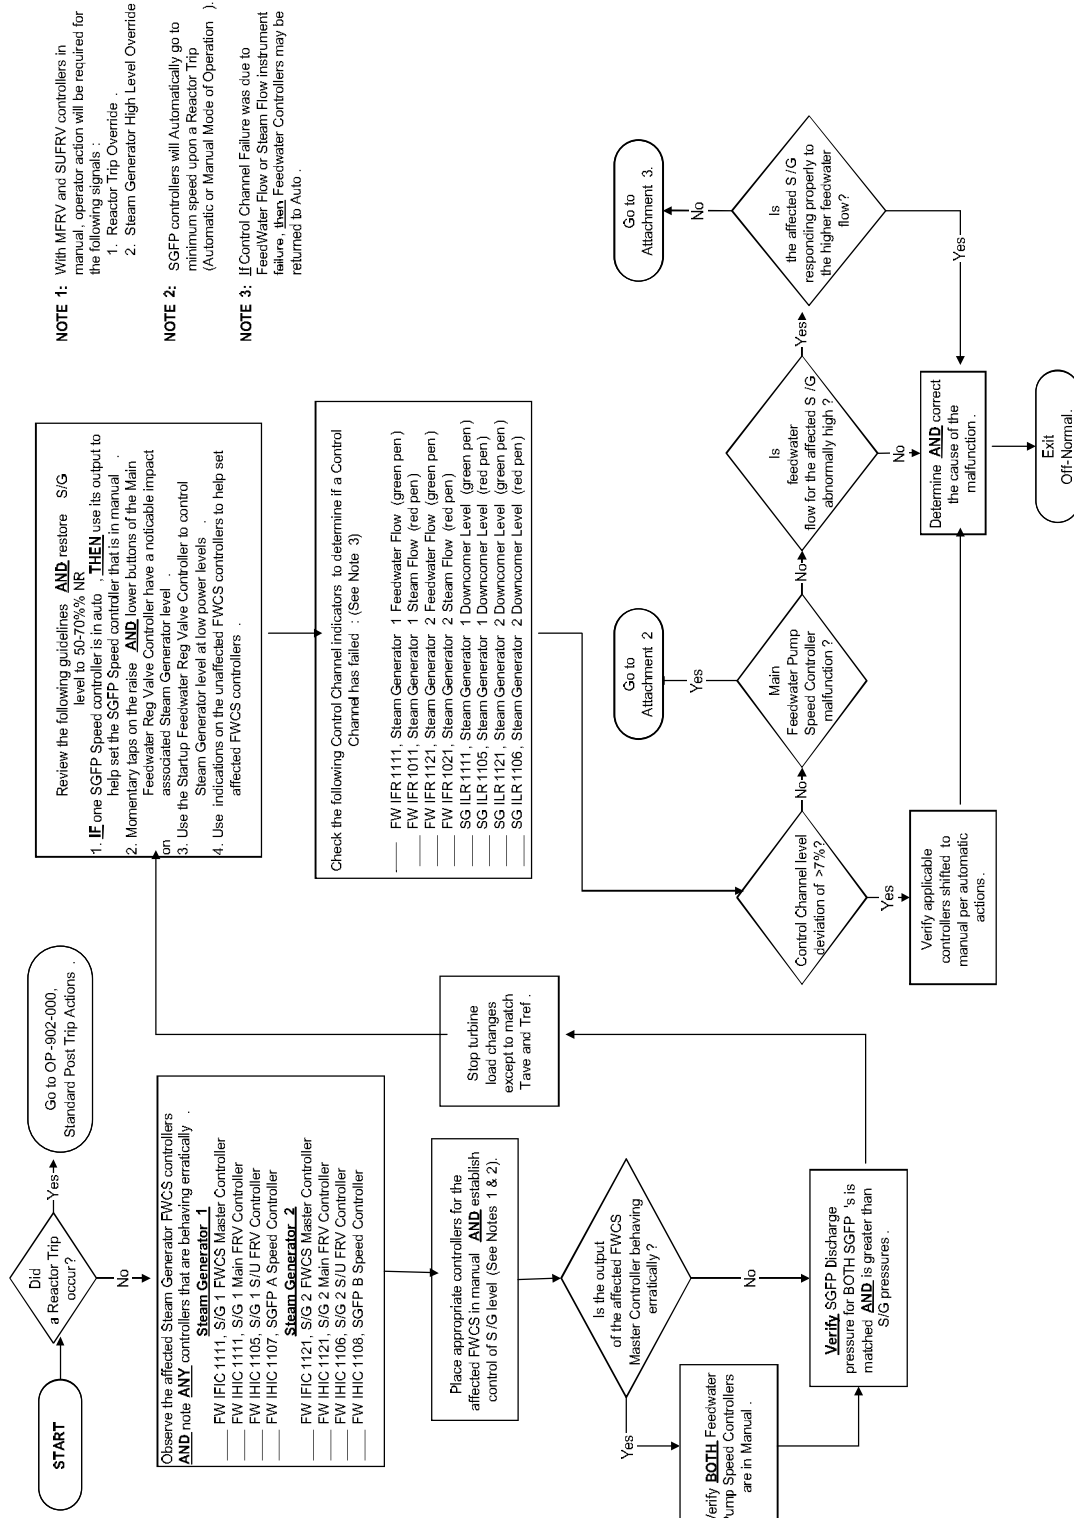 START
Did
a Reactor Trip
occur?
Yes
Go to OP-902-000,
Standard Post Trip Actions .
No
Observe the affected Steam Generator FWCS controllers
AND note ANY controllers that are behaving erratically .
Steam Generator 1
____ FW IFIC 1111, S/G 1 FWCS Master Controller
____ FW IHIC 1111, S/G 1 Main FRV Controller
____ FW IHIC 1105, S/G 1 S/U FRV Controller
____ FW IHIC 1107, SGFP A Speed Controller
Steam Generator 2
____ FW IFIC 1121, S/G 2 FWCS Master Controller
____ FW IHIC 1121, S/G 2 Main FRV Controller
____ FW IHIC 1106, S/G 2 S/U FRV Controller
____ FW IHIC 1108, SGFP B Speed Controller
Place appropriate controllers for the
affected FWCS in manual AND establish
control of S/G level (See Notes 1 & 2).
Is the output
of the affected FWCS
Master Controller behaving
erratically ?
Yes
No
Verify BOTH Feedwater
Pump Speed Controllers
are in Manual .
Verify SGFP Discharge
pressure for BOTH SGFP 's is
matched AND is greater than
S/G pressures .
Stop turbine
load changes
except to match
Tave and Tref .
Review the following guidelines AND restore S/G
level to 50-70%% NR
1. IF one SGFP Speed controller is in auto , THEN use its output to
help set the SGFP Speed controller that is in manual .
2. Momentary taps on the raise AND lower buttons of the Main
Feedwater Reg Valve Controller have a noticable impact
on associated Steam Generator level .
3. Use the Startup Feedwater Reg Valve Controller to control
Steam Generator level at low power levels .
4. Use indications on the unaffected FWCS controllers to help set
affected FWCS controllers .
Check the following Control Channel indicators to determine if a Control
Channel has failed : (See Note 3)
____ FW IFR 1111, Steam Generator 1 Feedwater Flow (green pen )
____ FW IFR 1011, Steam Generator 1 Steam Flow (red pen)
____ FW IFR 1121, Steam Generator 2 Feedwater Flow (green pen )
____ FW IFR 1021, Steam Generator 2 Steam Flow (red pen )
____ SG ILR 1111, Steam Generator 1 Downcomer Level (green pen)
____ SG ILR 1105, Steam Generator 1 Downcomer Level (red pen)
____ SG ILR 1121, Steam Generator 2 Downcomer Level (green pen )
____ SG ILR 1106, Steam Generator 2 Downcomer Level (red pen )
Control Channel level
deviation of >7%?
Yes
No
Verify applicable
controllers shifted to
manual per automatic
actions .
Main
Feedwater Pump
Speed Controller
malfunction ?
Yes
Go to
Attachment 2
No
Is
feedwater
flow for the affected S /G
abnormally high ?
Yes
No
Is
the affected S /G
responding properly to
the higher feedwater
flow?
No
Go to
Attachment 3.
Yes
Determine AND correct
the cause of the
malfunction .
Exit
Off-Normal.
NOTE 1: With MFRV and SUFRV controllers in
manual, operator action will be required for
the following signals :
1. Reactor Trip Override .
2. Steam Generator High Level Override
NOTE 2: SGFP controllers will Automatically go to
minimum speed upon a Reactor Trip
(Automatic or Manual Mode of Operation ).
NOTE 3: If Control Channel Failure was due to
FeedWater Flow or Steam Flow instrument
failure, then Feedwater Controllers may be
returned to Auto .